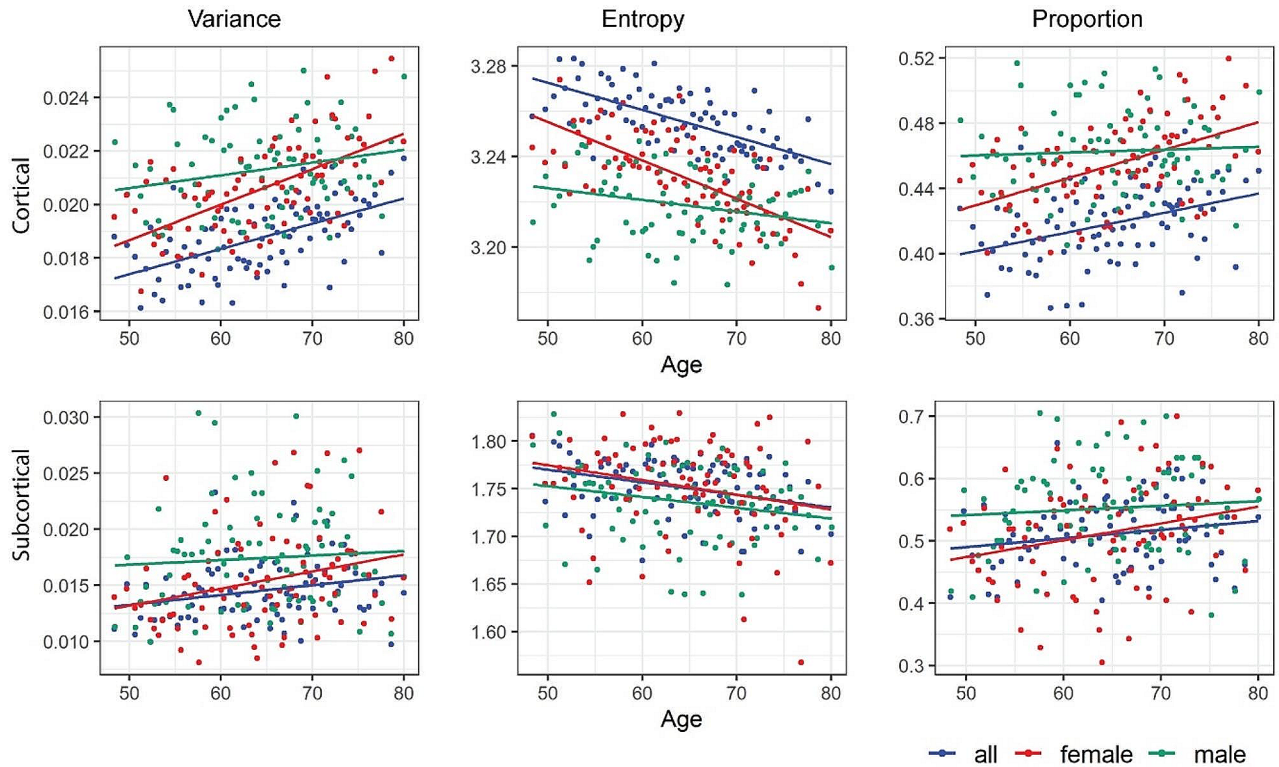 Variance Entropy Proportion
Cortical
0.024
0.022
0.020
0.018
0.016
50 60 70 80
3.28
3.24
3.20
50 60 70 80
Age
0.52
0.48
0.44
0.40
0.36
50 60 70 80
Subcortical
0.030
0.025
0.020
0.015
0.010
50 60 70 80
1.80
1.75
1.70
1.65
1.60
50 60 70 80
Age
0.7
0.6
0.5
0.4
0.3
50 60 70 80
all female male